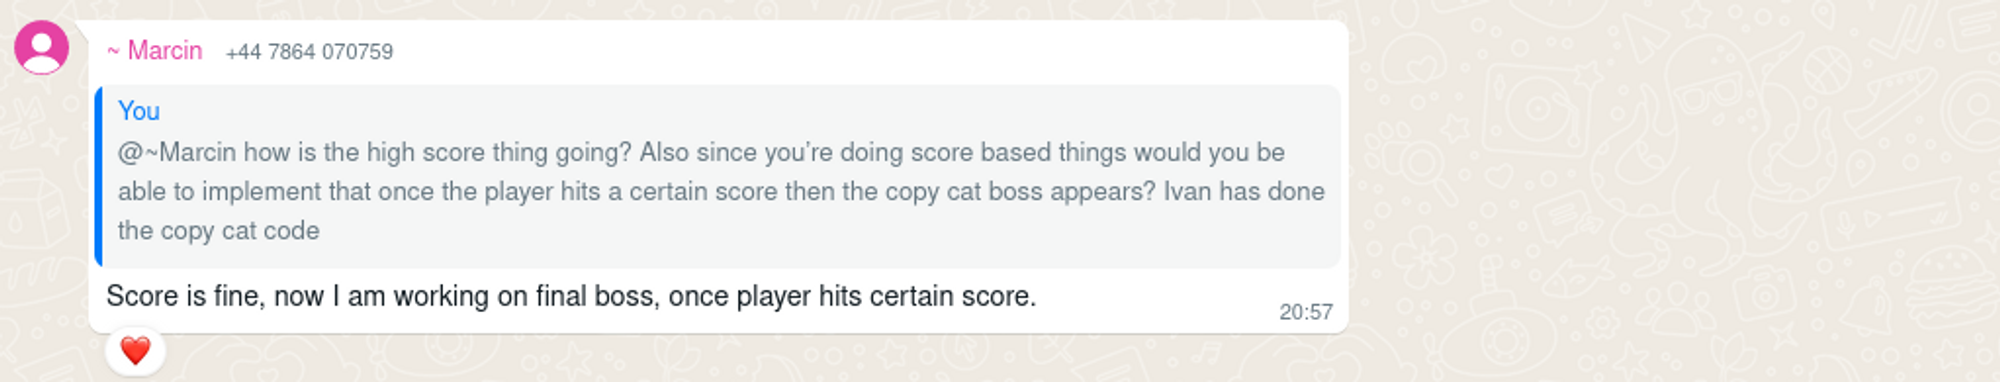 ~ Marcin +44 7864 070759
You
@~Marcin how is the high score thing going? Also since you're doing score based things would you be
able to implement that once the player hits a certain score then the copy cat boss appears? Ivan has done
the copy cat code
Score is fine, now I am working on final boss, once player hits certain score.
20:57